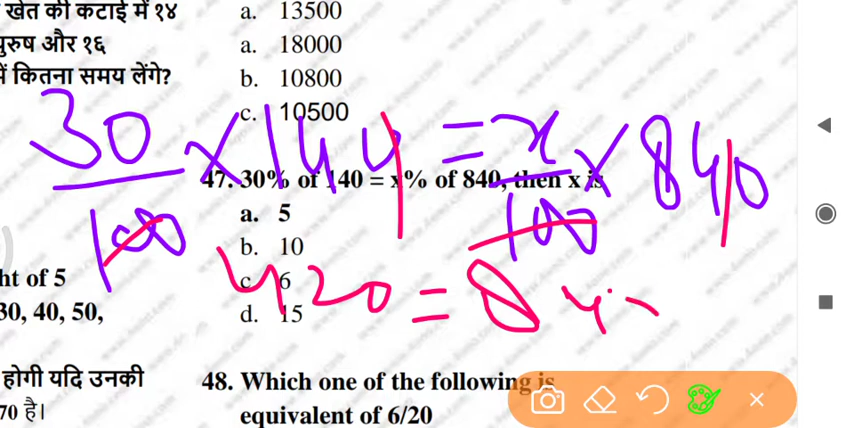 खेत की कटाई में १४
पुरुष और १६
में कितना समय लेंगे?
ht of 5
30, 40, 50,
होगी यदि उनकी
70 है।
a. 13500
a. 18000
b. 10800
c. 10500
47. 30% of 140 = x% of 840, then x is
a. 5
b. 10
c. 6
d. 15
48. Which one of the following is
equivalent of 6/20
30/100 × 140 = x/100 × 840
420 = 84x